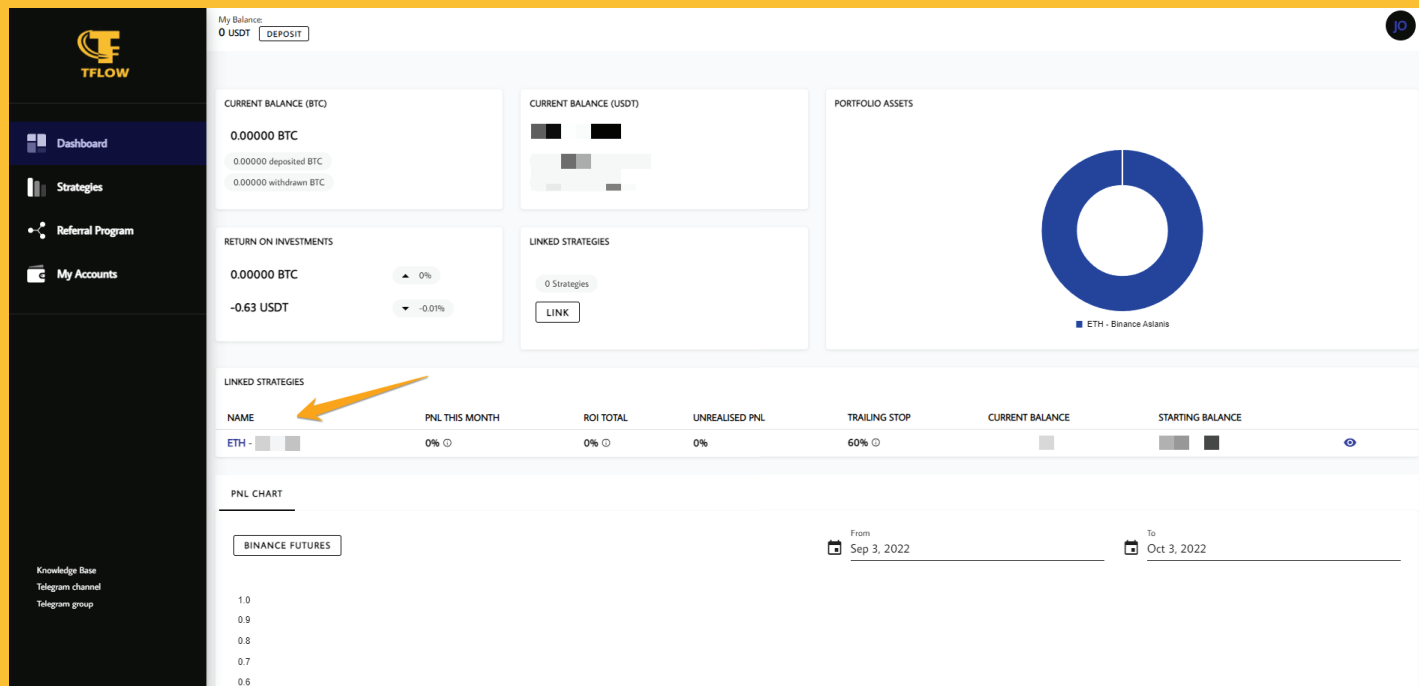 TFLOW
Dashboard
Strategies
Referral Program
My Accounts
Knowledge Base
Telegram channel
Telegram group
My Balance:
0 USDT DEPOSIT
JO
CURRENT BALANCE (BTC)
0.00000 BTC
0.00000 deposited BTC
0.00000 withdrawn BTC
CURRENT BALANCE (USDT)
PORTFOLIO ASSETS
ETH - Binance Aslanis
RETURN ON INVESTMENTS
0.00000 BTC 0%
-0.63 USDT -0.01%
LINKED STRATEGIES
0 Strategies
LINK
LINKED STRATEGIES
NAME PNL THIS MONTH ROI TOTAL UNREALISED PNL TRAILING STOP CURRENT BALANCE STARTING BALANCE
ETH - 0% 0% 0% 60%
PNL CHART
BINANCE FUTURES
From
Sep 3, 2022
To
Oct 3, 2022
1.0
0.9
0.8
0.7
0.6